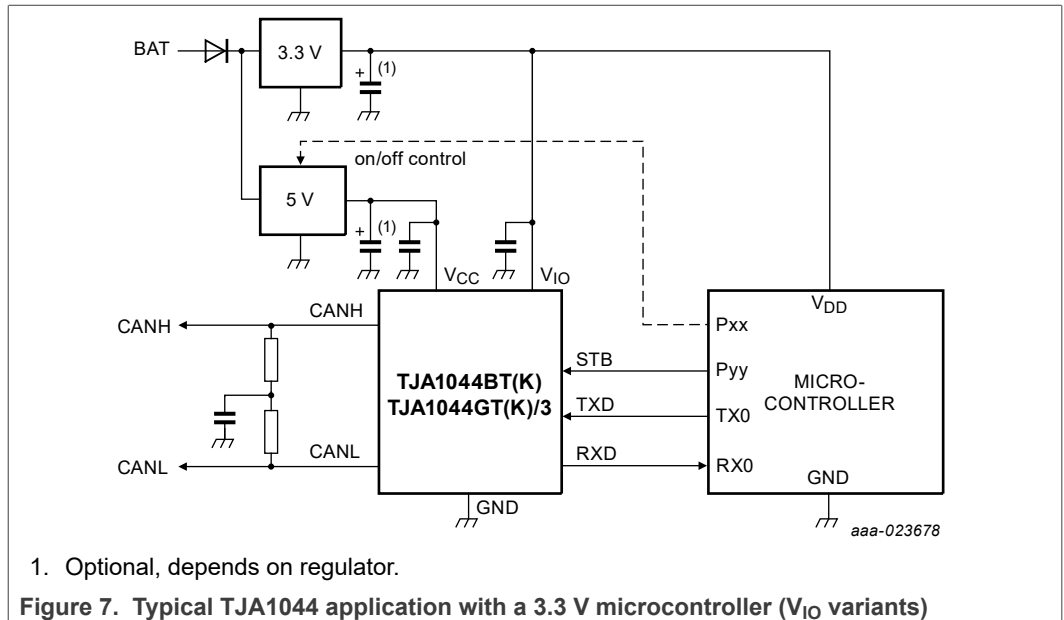 BAT
3.3 V
+
(1)
on/off control
5 V
+
(1)
VCC
VIO
VDD
CANH
CANH
Pxx
TJA1044BT(K)
TJA1044GT(K)/3
STB
Pyy
MICRO-
CONTROLLER
TXD
TX0
CANL
CANL
RXD
RX0
GND
GND
aaa-023678
1. Optional, depends on regulator.
Figure 7. Typical TJA1044 application with a 3.3 V microcontroller (VIO variants)